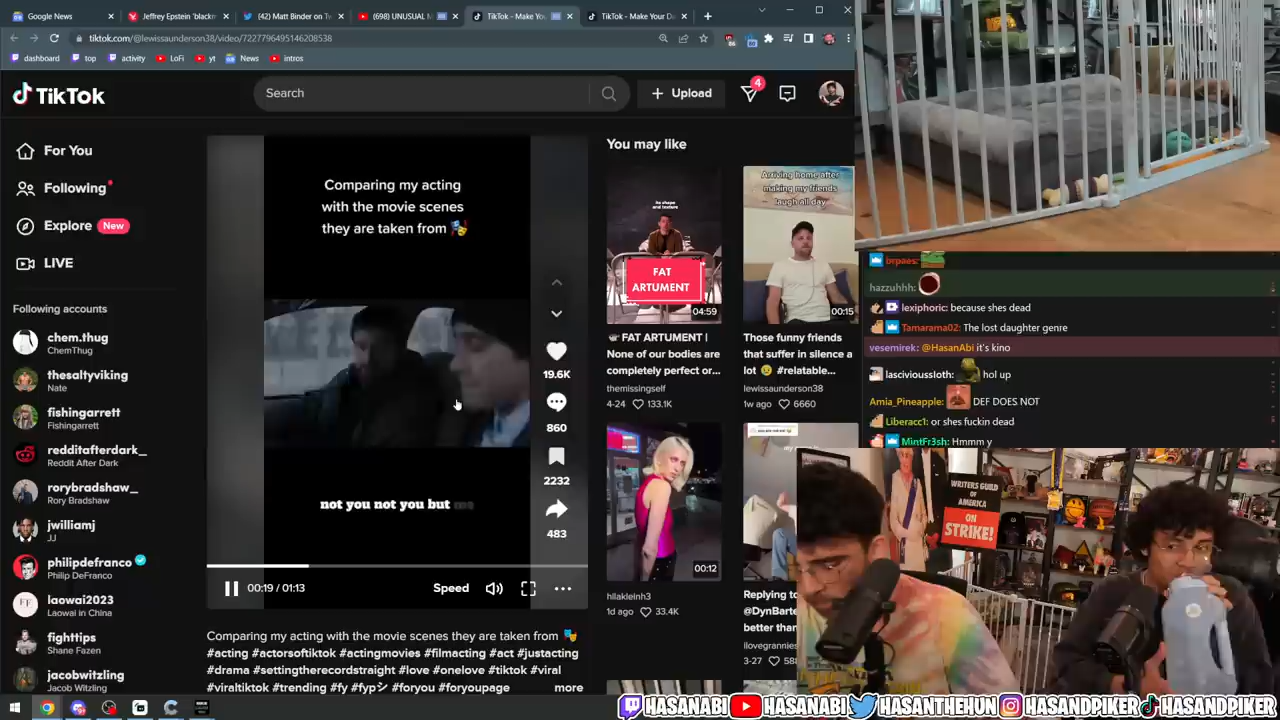 Google News
Jeffrey Epstein 'blackm
(42) Matt Binder on Tw
(698) UNUSUAL M
TikTok - Make You
TikTok - Make Your Da
tiktok.com/@lewissaunderson38/video/7227796495146208538
dashboard
top
activity
LoFi
yt
News
intros
TikTok
Search
Upload
4
For You
Following
Explore
New
LIVE
Following accounts
chem.thug
ChemThug
thesaltyviking
Nate
fishingarrett
Fishingarrett
redditafterdark_
Reddit After Dark
rorybradshaw_
Rory Bradshaw
jwilliamj
JJ
philipdefranco
Philip DeFranco
laowai2023
Laowai in China
fighttips
Shane Fazen
jacobwitzling
Jacob Witzling
Comparing my acting
with the movie scenes
they are taken from
not you not you but me
19.6K
860
2232
483
00:19 / 01:13
Speed
Comparing my acting with the movie scenes they are taken from
#acting #actorsoftiktok #actingmovies #filmacting #act #justacting
#drama #settingtherecordstraight #love #onelove #tiktok #viral
#viraltiktok #trending #fy #fypシ #foryou #foryoupage
more
You may like
its shape
and texture
FAT
ARTUMENT
04:59
FAT ARTUMENT |
None of our bodies are
completely perfect or...
themissingself
4-24
133.1K
Arriving home after
making my friends
laugh all day
00:15
Those funny friends
that suffer in silence a
lot
#relatable...
lewissaunderson38
1w ago
6660
00:12
hilakleinh3
1d ago
33.4K
Replying to
@DynBarte
better than
ilovegrannies
3-27
588
brpaes:
hazzuhhh:
lexiphoric: because shes dead
Tamarama02: The lost daughter genre
vesemirek: @HasanAbi it's kino
lascivioussloth:
hol up
Amia_Pineapple:
DEF DOES NOT
Liberacc1: or shes fuckin dead
MintFr3sh: Hmmm y
WRITERS GUILD
OF
AMERICA
ON
STRIKE!
HASANABI
HASANABI
HASANTHEHUN
HASANDPIKER
HASANDPIKER